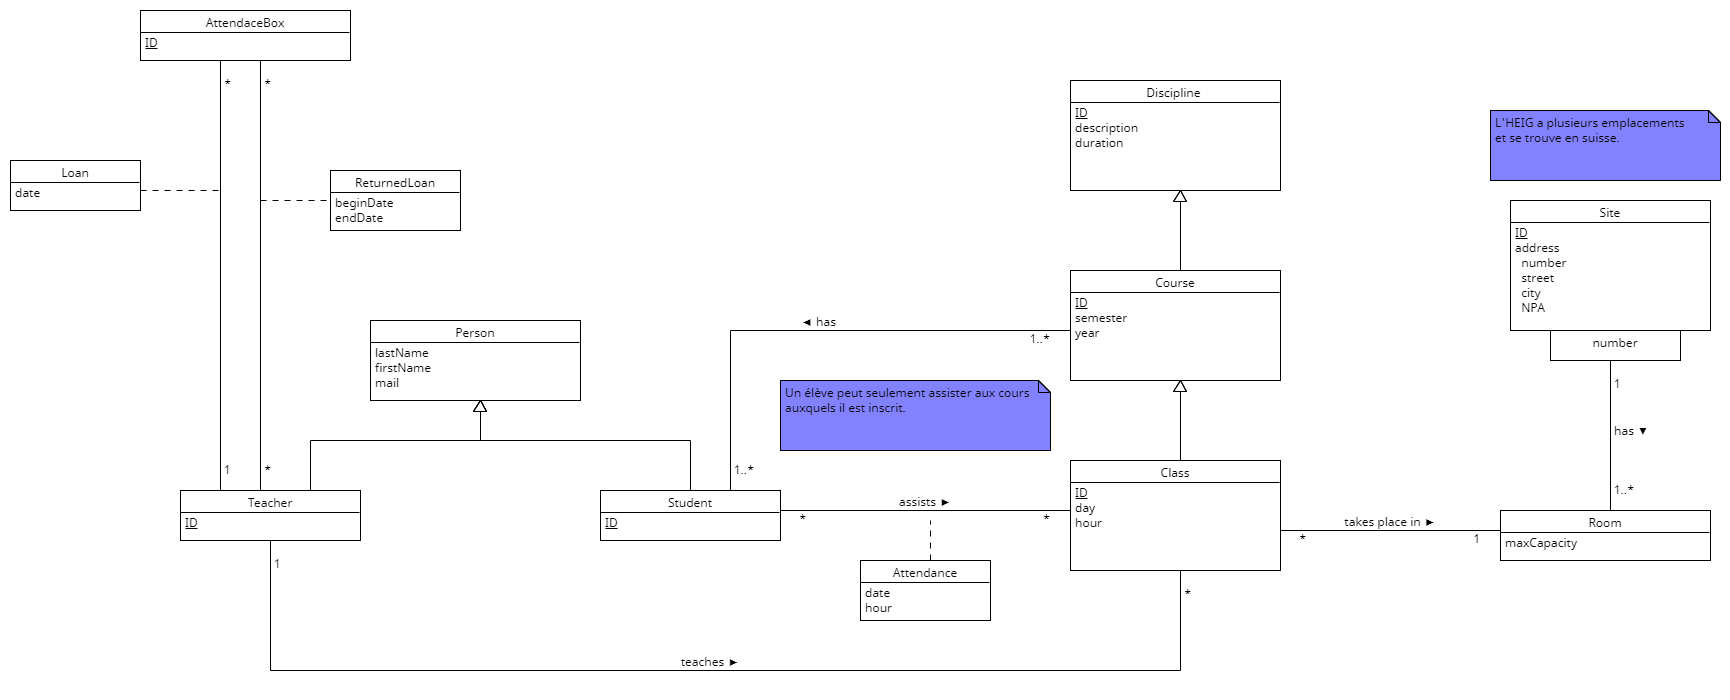 AttendaceBox
ID
*
*
Loan
date
ReturnedLoan
beginDate
endDate
1
*
Person
lastName
firstName
mail
Teacher
ID
1
Student
ID
◄ has
1..*
1..*
Un élève peut seulement assister aux cours
auxquels il est inscrit.
assists ►
*
*
Attendance
date
hour
teaches ►
Discipline
ID
description
duration
Course
ID
semester
year
Class
ID
day
hour
*
takes place in ►
*
1
L'HEIG a plusieurs emplacements
et se trouve en suisse.
Site
ID
address
number
street
city
NPA
number
1
has ▼
1..*
Room
maxCapacity